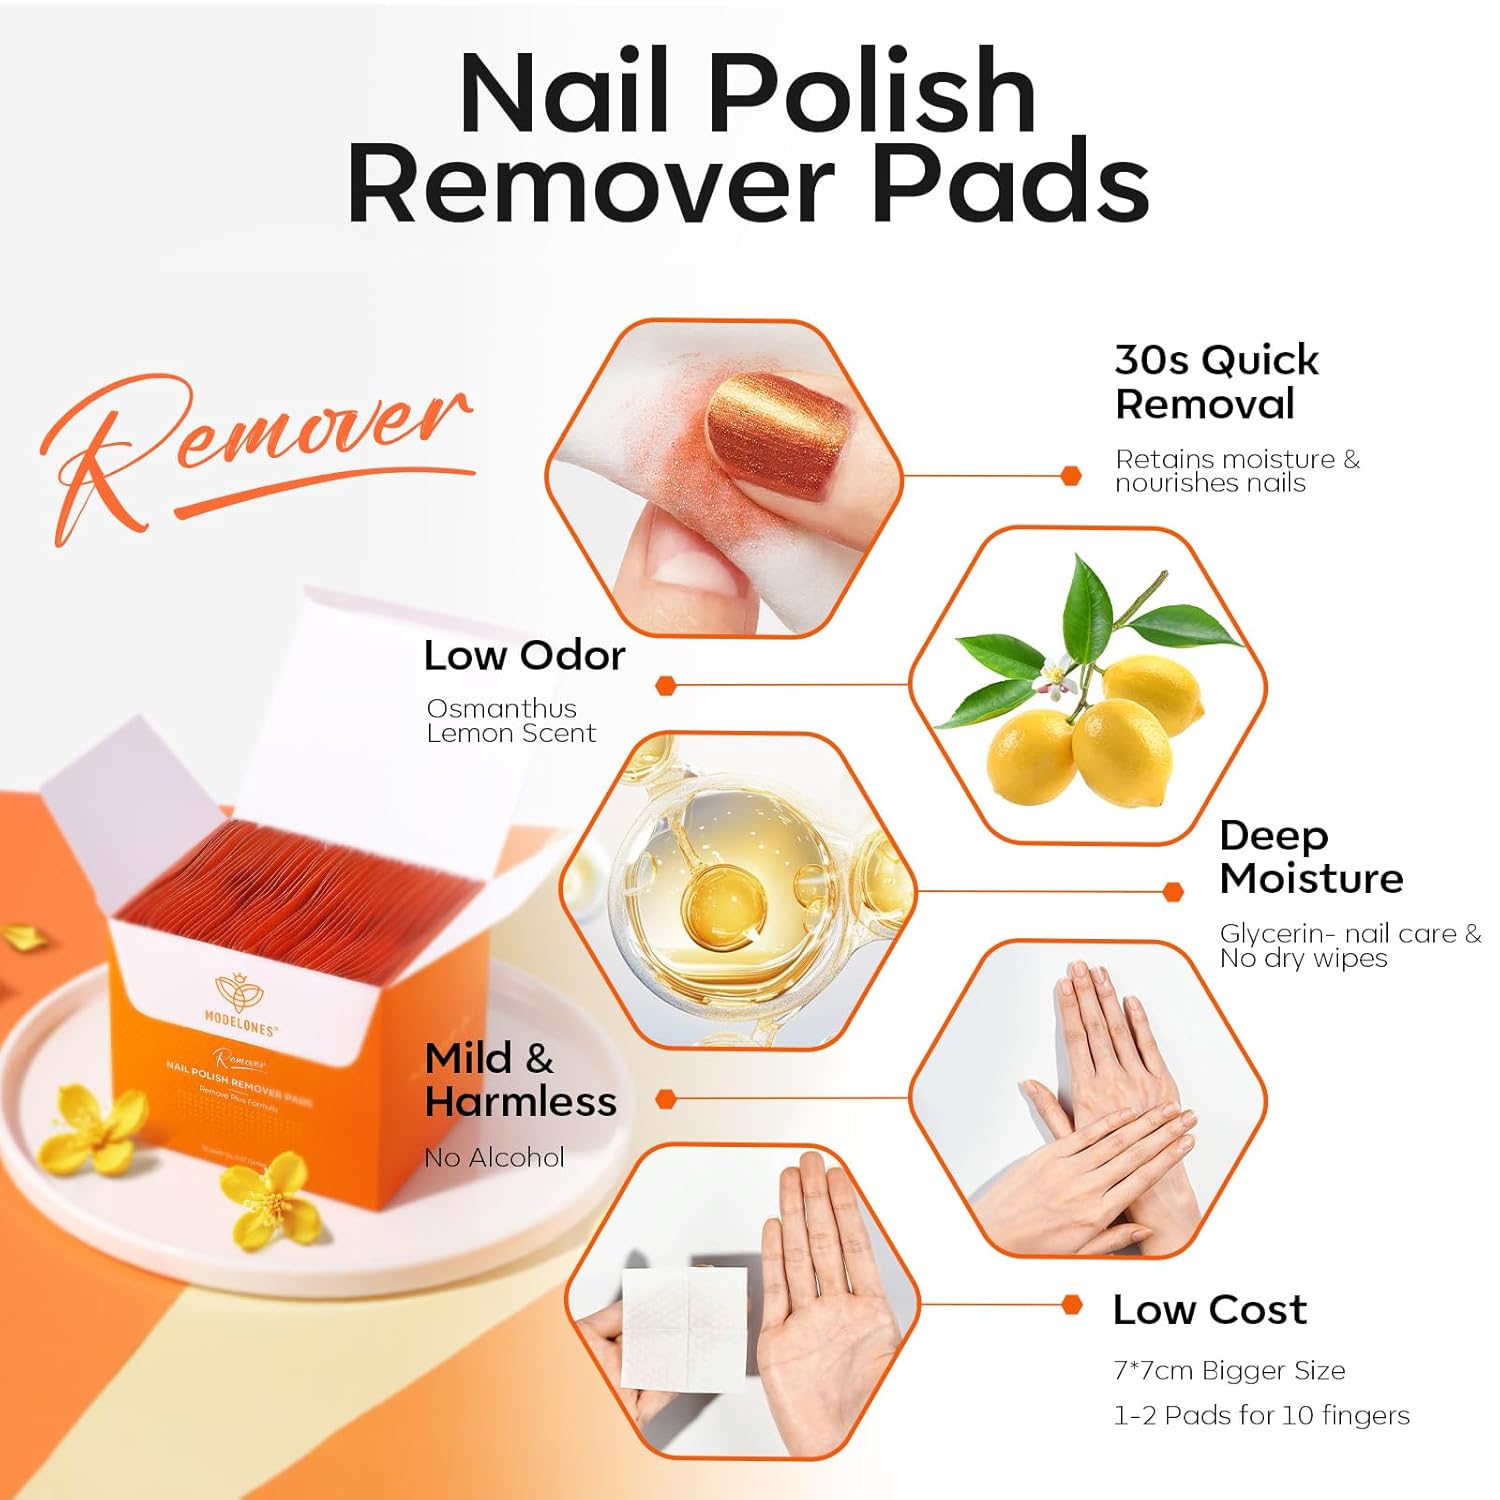 Nail Polish
Remover Pads
Remover
30s Quick
Removal
Retains moisture &
nourishes nails
Low Odor
Osmanthus
Lemon Scent
Deep
Moisture
Glycerin- nail care &
No dry wipes
MODELONES
Remover
NAIL POLISH REMOVER PADS
Remove Plus Formula
Mild &
Harmless
No Alcohol
Low Cost
7*7cm Bigger Size
1-2 Pads for 10 fingers